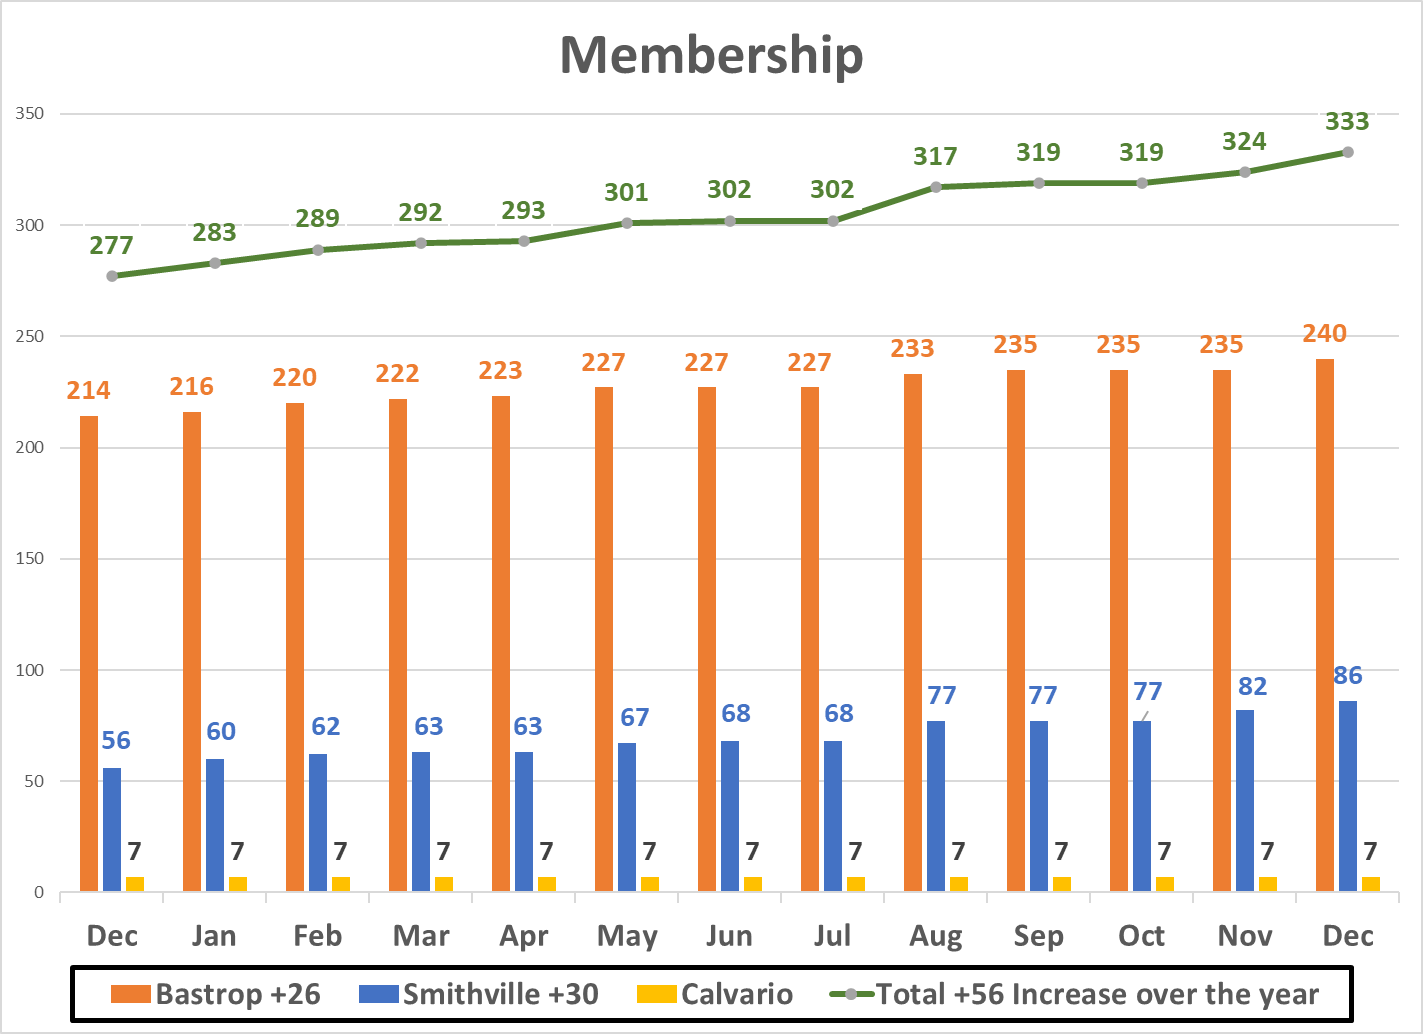 Membership
350
300
250
200
150
100
50
0
277 283 289 292 293 301 302 302 317 319 319 324 333
214 216 220 222 223 227 227 227 233 235 235 235 240
56 60 62 63 63 67 68 68 77 77 77 82 86
7 7 7 7 7 7 7 7 7 7 7 7 7
Dec Jan Feb Mar Apr May Jun Jul Aug Sep Oct Nov Dec
Bastrop +26 Smithville +30 Calvario Total +56 Increase over the year